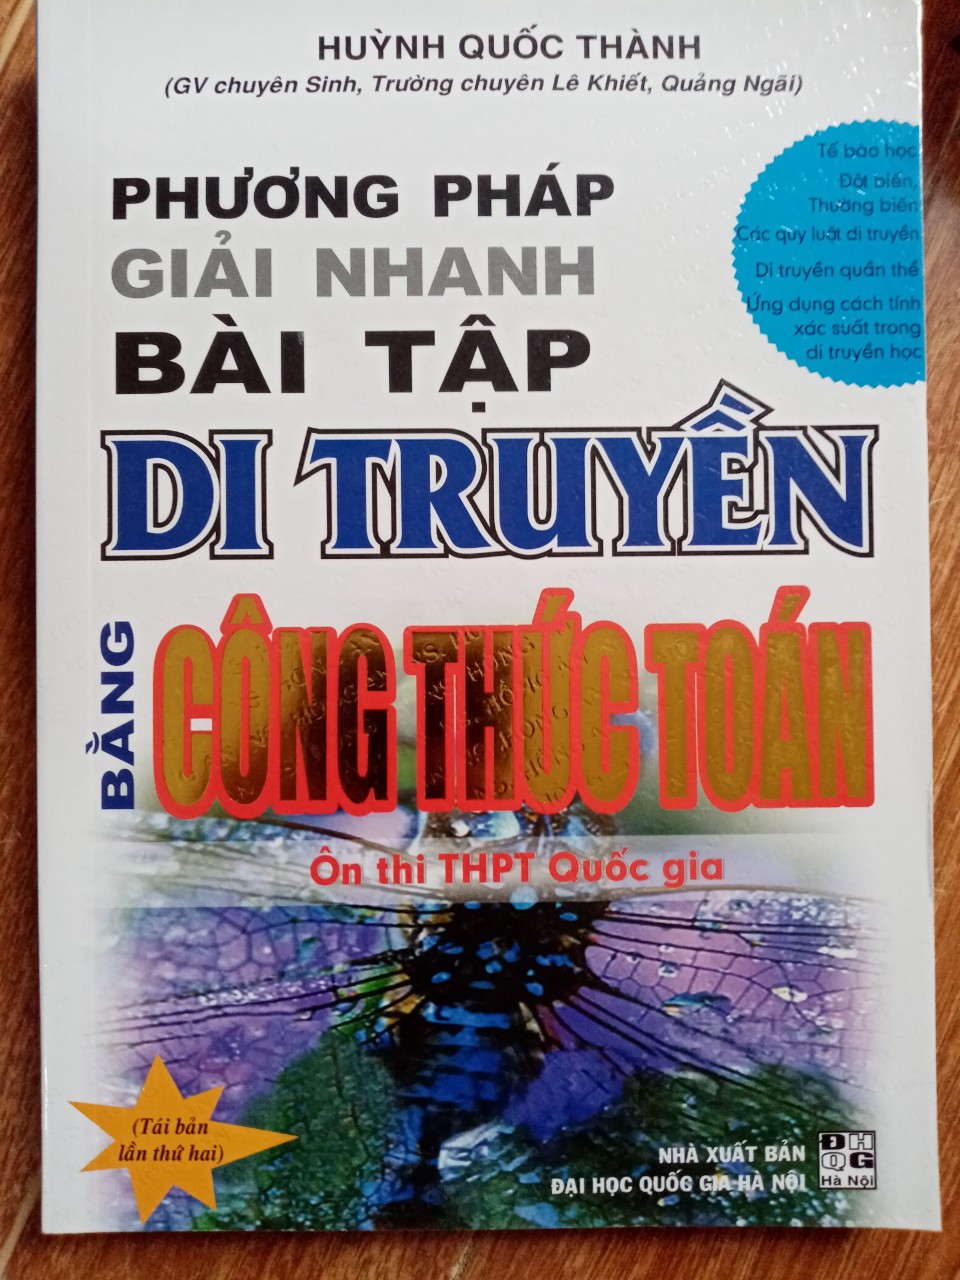 HUỲNH QUỐC THÀNH
(GV chuyên Sinh, Trường chuyên Lê Khiết, Quảng Ngãi)
Tế bào học
Đột biến,
Thường biến
Các quy luật di truyền
Di truyền quần thể
Ứng dụng cách tính
xác suất trong
di truyền học
PHƯƠNG PHÁP
GIẢI NHANH
BÀI TẬP
DI TRUYỀN
BẰNG
CÔNG THỨC TOÁN
Ôn thi THPT Quốc gia
(Tái bản
lần thứ hai)
NHÀ XUẤT BẢN
ĐẠI HỌC QUỐC GIA HÀ NỘI
ĐH
QG
Hà Nội